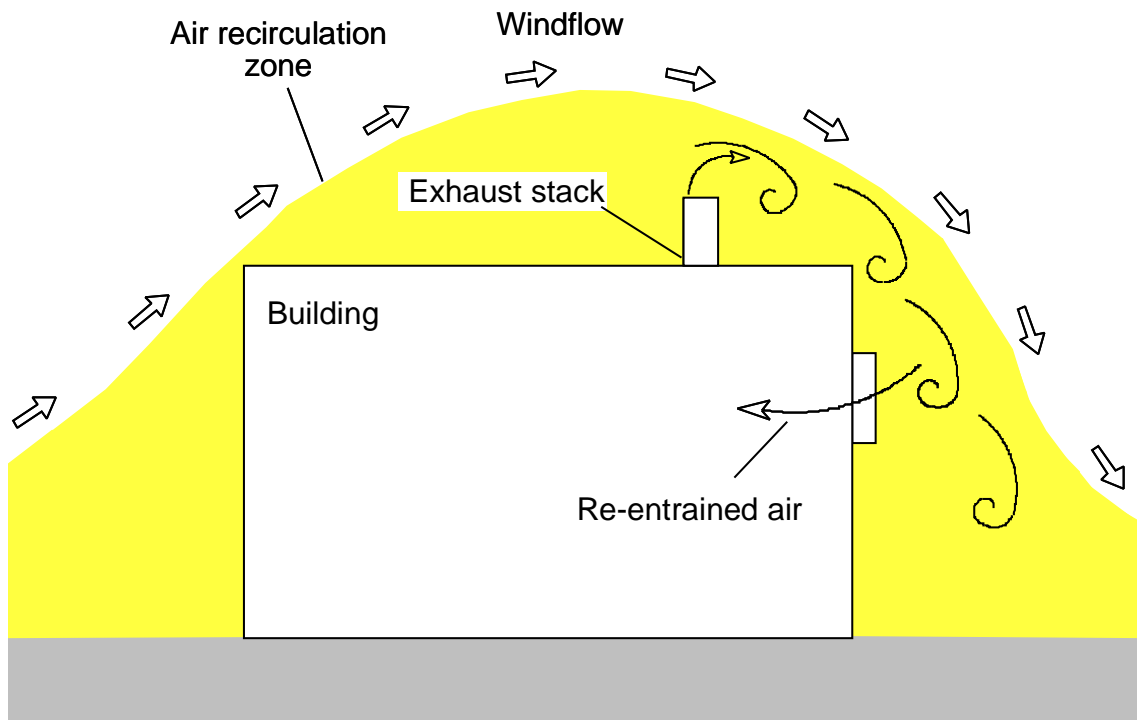 Windflow
Air recirculation
zone
Exhaust stack
Building
Re-entrained air